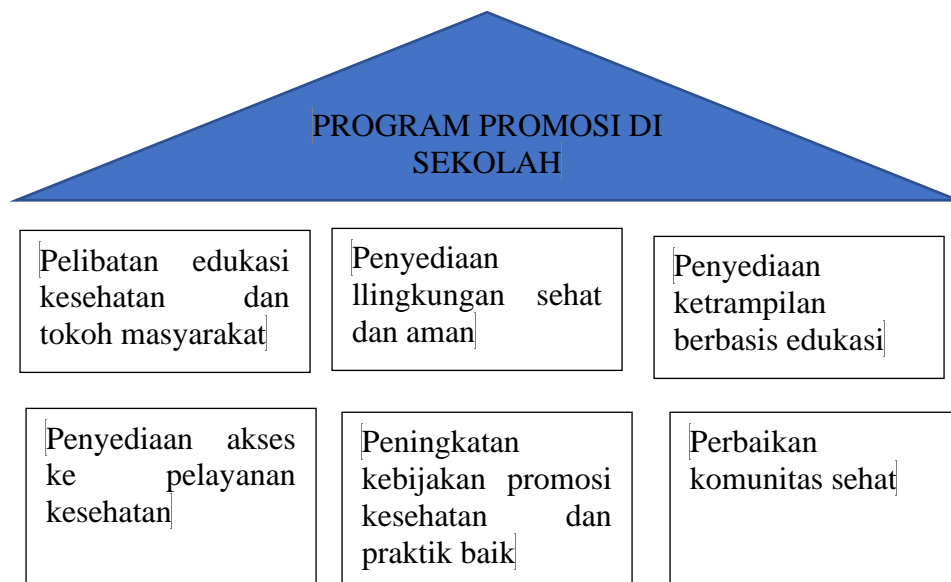 PROGRAM PROMOSI DI
SEKOLAH
Pelibatan edukasi
kesehatan dan
tokoh masyarakat
Penyediaan
llingkungan sehat
dan aman
Penyediaan
ketrampilan
berbasis edukasi
Penyediaan akses
ke pelayanan
kesehatan
Peningkatan
kebijakan promosi
kesehatan dan
praktik baik
Perbaikan
komunitas sehat